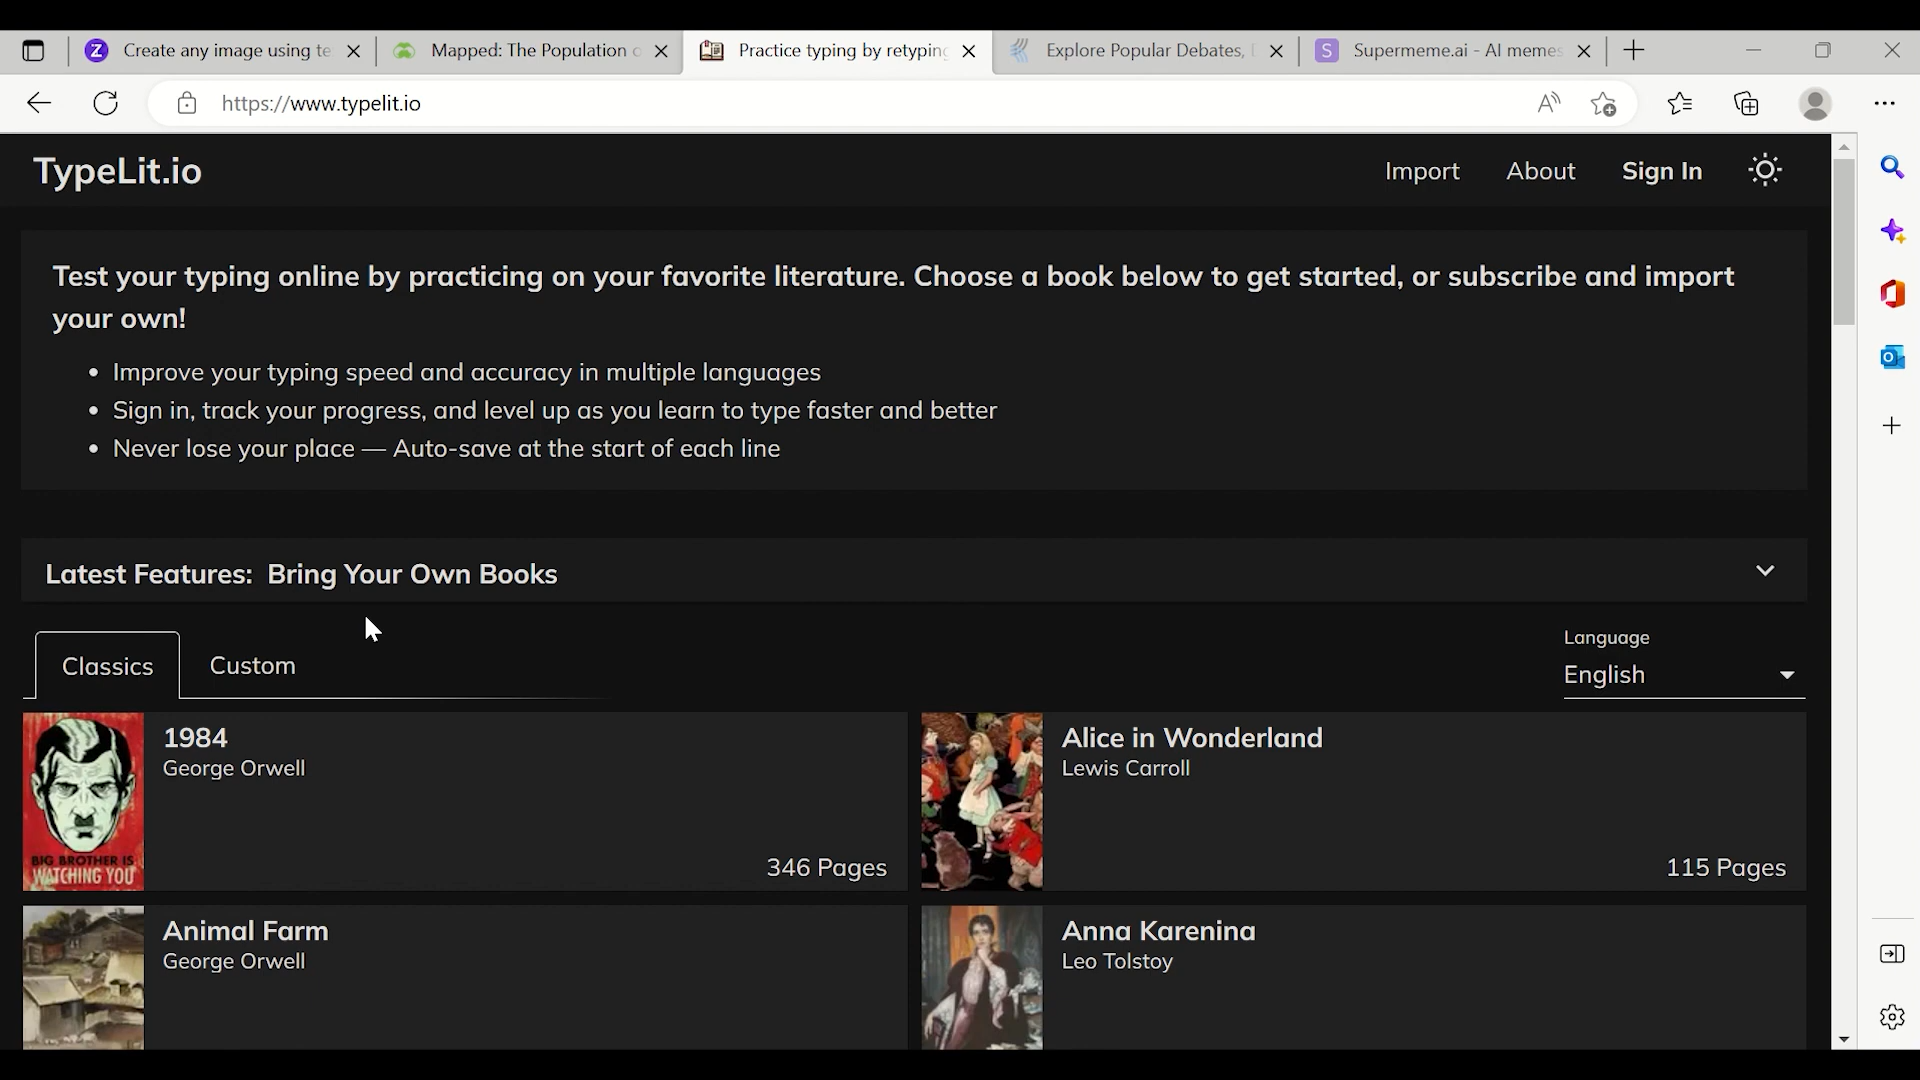 Create any image using te
Mapped: The Population o
Practice typing by retyping
Explore Popular Debates, D
Supermeme.ai - AI memes
https://www.typelit.io
TypeLit.io
Import
About
Sign In
Test your typing online by practicing on your favorite literature. Choose a book below to get started, or subscribe and import
your own!
• Improve your typing speed and accuracy in multiple languages
• Sign in, track your progress, and level up as you learn to type faster and better
• Never lose your place — Auto-save at the start of each line
Latest Features: Bring Your Own Books
Classics
Custom
Language
English
1984
George Orwell
346 Pages
BIG BROTHER IS
WATCHING YOU
Alice in Wonderland
Lewis Carroll
115 Pages
Animal Farm
George Orwell
Anna Karenina
Leo Tolstoy